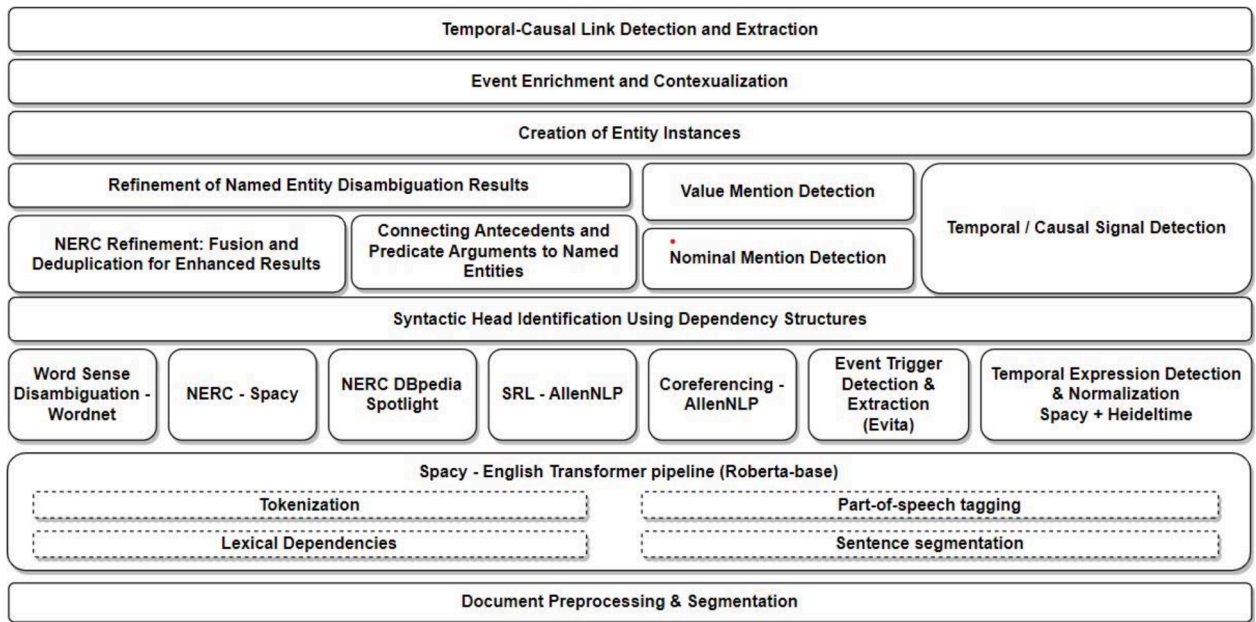 Temporal-Causal Link Detection and Extraction
Event Enrichment and Contexualization
Creation of Entity Instances
Refinement of Named Entity Disambiguation Results
Value Mention Detection
Temporal / Causal Signal Detection
NERC Refinement: Fusion and
Deduplication for Enhanced Results
Connecting Antecedents and
Predicate Arguments to Named
Entities
Nominal Mention Detection
Syntactic Head Identification Using Dependency Structures
Word Sense
Disambiguation -
Wordnet
NERC - Spacy
NERC DBpedia
Spotlight
SRL - AllenNLP
Coreferencing -
AllenNLP
Event Trigger
Detection &
Extraction
(Evita)
Temporal Expression Detection
& Normalization
Spacy + Heideltime
Spacy - English Transformer pipeline (Roberta-base)
Tokenization
Part-of-speech tagging
Lexical Dependencies
Sentence segmentation
Document Preprocessing & Segmentation